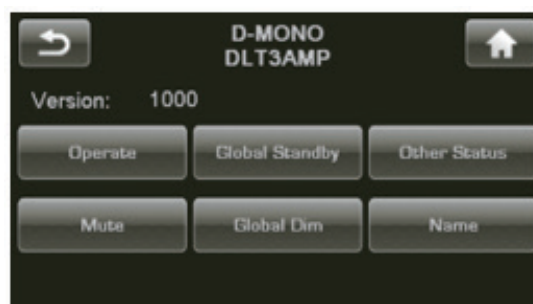 D-MONO
DLT3AMP
Version: 1000
Operate Global Standby Other Status
Mute Global Dim Name